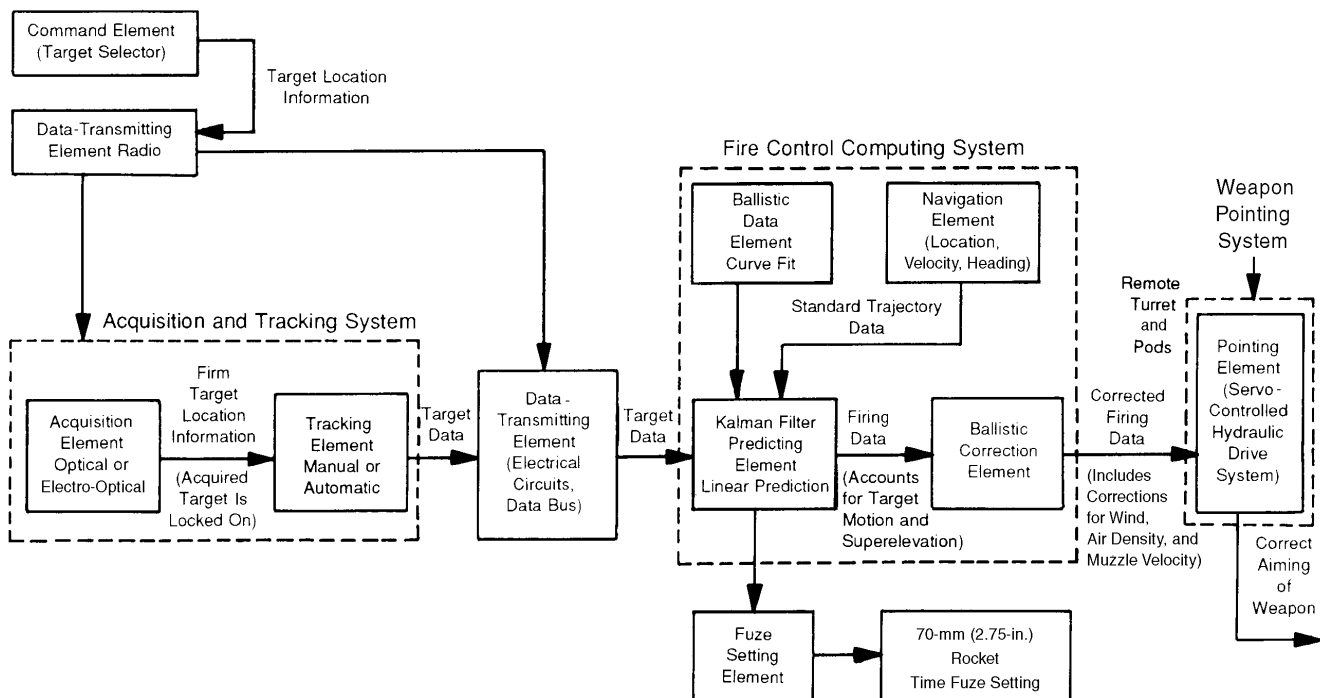 Command Element
(Target Selector)
Target Location
Information
Data-Transmitting
Element Radio
Acquisition and Tracking System
Acquisition
Element
Optical or
Electro-Optical
Firm
Target
Location
Information
(Acquired
Target Is
Locked On)
Tracking
Element
Manual or
Automatic
Target
Data
Data -
Transmitting
Element
(Electrical
Circuits,
Data Bus)
Target
Data
Fire Control Computing System
Ballistic
Data
Element
Curve Fit
Navigation
Element
(Location,
Velocity, Heading)
Standard Trajectory
Data
Kalman Filter
Predicting
Element
Linear Prediction
Firing
Data
(Accounts
for Target
Motion and
Superelevation)
Ballistic
Correction
Element
Corrected
Firing
Data
(Includes
Corrections
for Wind,
Air Density, and
Muzzle Velocity)
Weapon
Pointing
System
Remote
Turret
and
Pods
Pointing
Element
(Servo-
Controlled
Hydraulic
Drive
System)
Correct
Aiming
of
Weapon
Fuze
Setting
Element
70-mm (2.75-in.)
Rocket
Time Fuze Setting